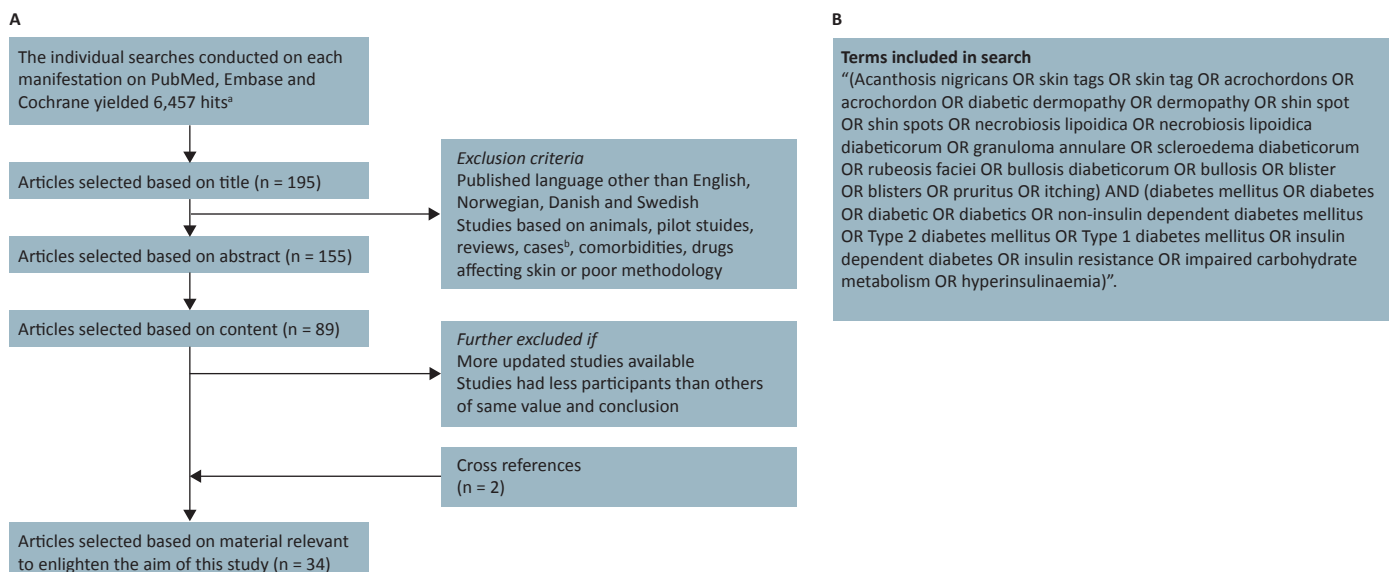 A
The individual searches conducted on each
manifestation on PubMed, Embase and
Cochrane yielded 6,457 hitsª
Articles selected based on title (n = 195)
Exclusion criteria
Published language other than English,
Norwegian, Danish and Swedish
Studies based on animals, pilot stuides,
reviews, casesᵇ, comorbidities, drugs
affecting skin or poor methodology
Articles selected based on abstract (n = 155)
Articles selected based on content (n = 89)
Further excluded if
More updated studies available
Studies had less participants than others
of same value and conclusion
Cross references
(n = 2)
Articles selected based on material relevant
to enlighten the aim of this study (n = 34)
B
Terms included in search
“(Acanthosis nigricans OR skin tags OR skin tag OR acrochordons OR
acrochordon OR diabetic dermopathy OR dermopathy OR shin spot
OR shin spots OR necrobiosis lipoidica OR necrobiosis lipoidica
diabeticorum OR granuloma annulare OR scleroedema diabeticorum
OR rubeosis faciei OR bullosis diabeticorum OR bullosis OR blister
OR blisters OR pruritus OR itching) AND (diabetes mellitus OR diabetes
OR diabetic OR diabetics OR non-insulin dependent diabetes mellitus
OR Type 2 diabetes mellitus OR Type 1 diabetes mellitus OR insulin
dependent diabetes OR insulin resistance OR impaired carbohydrate
metabolism OR hyperinsulinaemia)”.